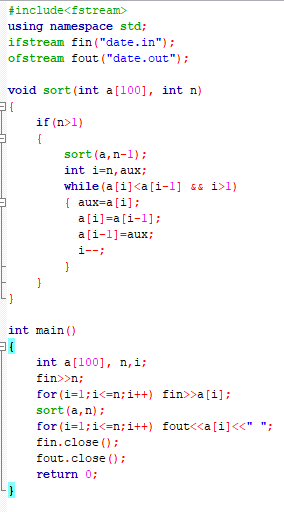 #include<fstream>
using namespace std;
ifstream fin("date.in");
ofstream fout("date.out");
void sort(int a[100], int n)
{
if(n>1)
{
sort(a,n-1);
int i=n,aux;
while(a[i]<a[i-1] && i>1)
{ aux=a[i];
a[i]=a[i-1];
a[i-1]=aux;
i--;
}
}
}
int main()
{
int a[100], n,i;
fin>>n;
for(i=1;i<=n;i++) fin>>a[i];
sort(a,n);
for(i=1;i<=n;i++) fout<<a[i]<<" ";
fin.close();
fout.close();
return 0;
}